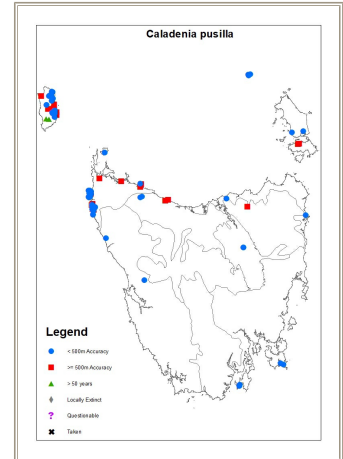 Caladenia pusilla
Legend
< 500m Accuracy
>= 500m Accuracy
> 50 years
Locally Extinct
Questionable
Taken